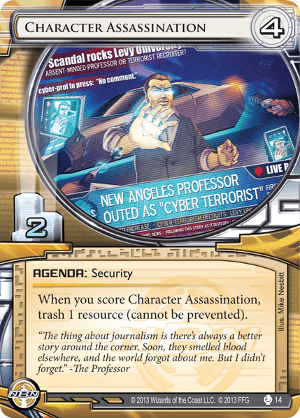 CHARACTER ASSASSINATION
4
Scandal rocks Levy University
ABSENT-MINDED PROFESSOR OR TERRORIST RECRUITER?
cyber-prof to press: "No comment."
LIVE
NEW ANGELES PROFESSOR
OUTED AS "CYBER TERRORIST"
2
AGENDA: Security
When you score Character Assassination,
trash 1 resource (cannot be prevented).
"The thing about journalism is there's always a better
story around the corner. Soon, they smelled blood
elsewhere, and the world forgot about me. But I didn't
forget." -The Professor
Illus. Mike Nesbitt
NBN
© 2013 Wizards of the Coast LLC. © 2013 FFG
14